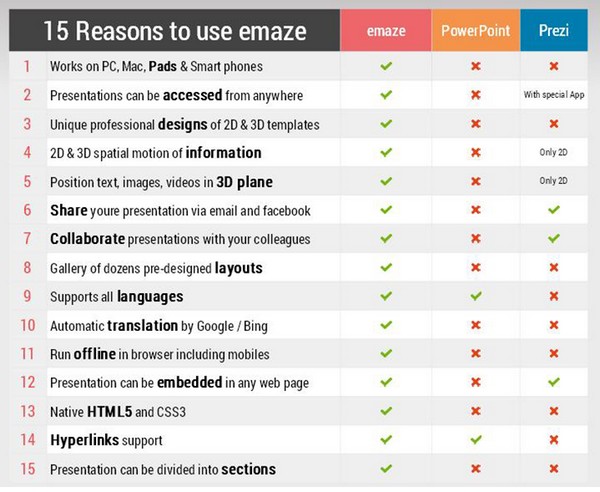 15 Reasons to use emaze emaze PowerPoint Prezi
1 Works on PC, Mac, Pads & Smart phones
2 Presentations can be accessed from anywhere With special App
3 Unique professional designs of 2D & 3D templates
4 2D & 3D spatial motion of information Only 2D
5 Position text, images, videos in 3D plane Only 2D
6 Share youre presentation via email and facebook
7 Collaborate presentations with your colleagues
8 Gallery of dozens pre-designed layouts
9 Supports all languages
10 Automatic translation by Google / Bing
11 Run offline in browser including mobiles
12 Presentation can be embedded in any web page
13 Native HTML5 and CSS3
14 Hyperlinks support
15 Presentation can be divided into sections